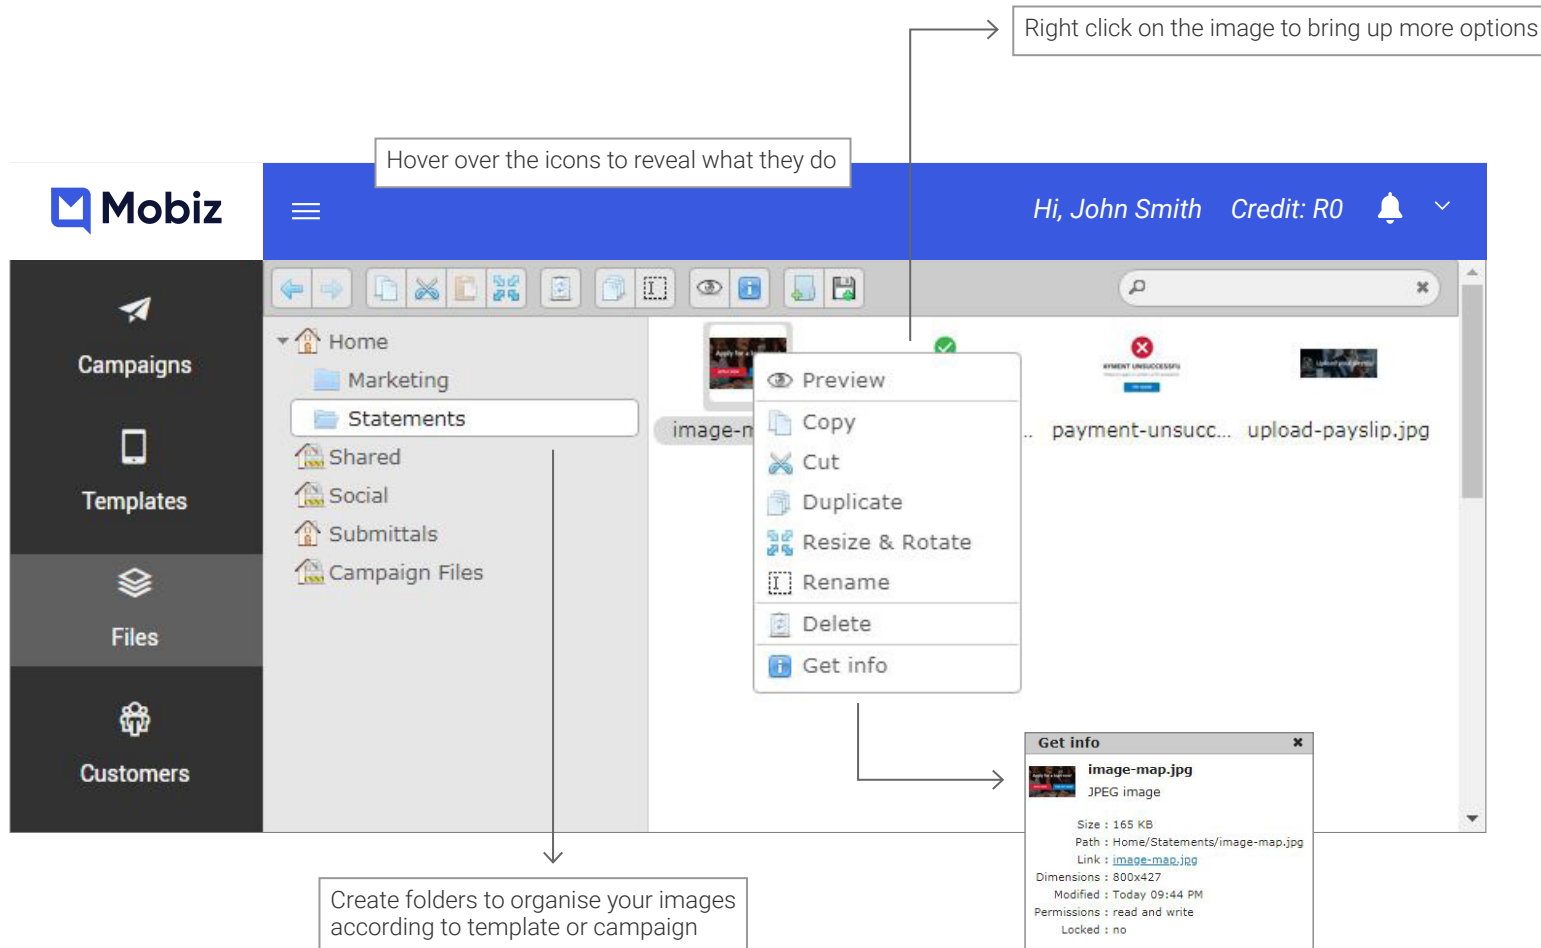 Right click on the image to bring up more options
Hover over the icons to reveal what they do
Mobiz
Hi, John Smith Credit: R0
Campaigns
Templates
Files
Customers
Home
Marketing
Statements
Shared
Social
Submittals
Campaign Files
image-m
..
payment-unsucc...
upload-payslip.jpg
Preview
Copy
Cut
Duplicate
Resize & Rotate
Rename
Delete
Get info
Get info
image-map.jpg
JPEG image
Size : 165 KB
Path : Home/Statements/image-map.jpg
Link : image-map.jpg
Dimensions : 800x427
Modified : Today 09:44 PM
Permissions : read and write
Locked : no
Create folders to organise your images
according to template or campaign